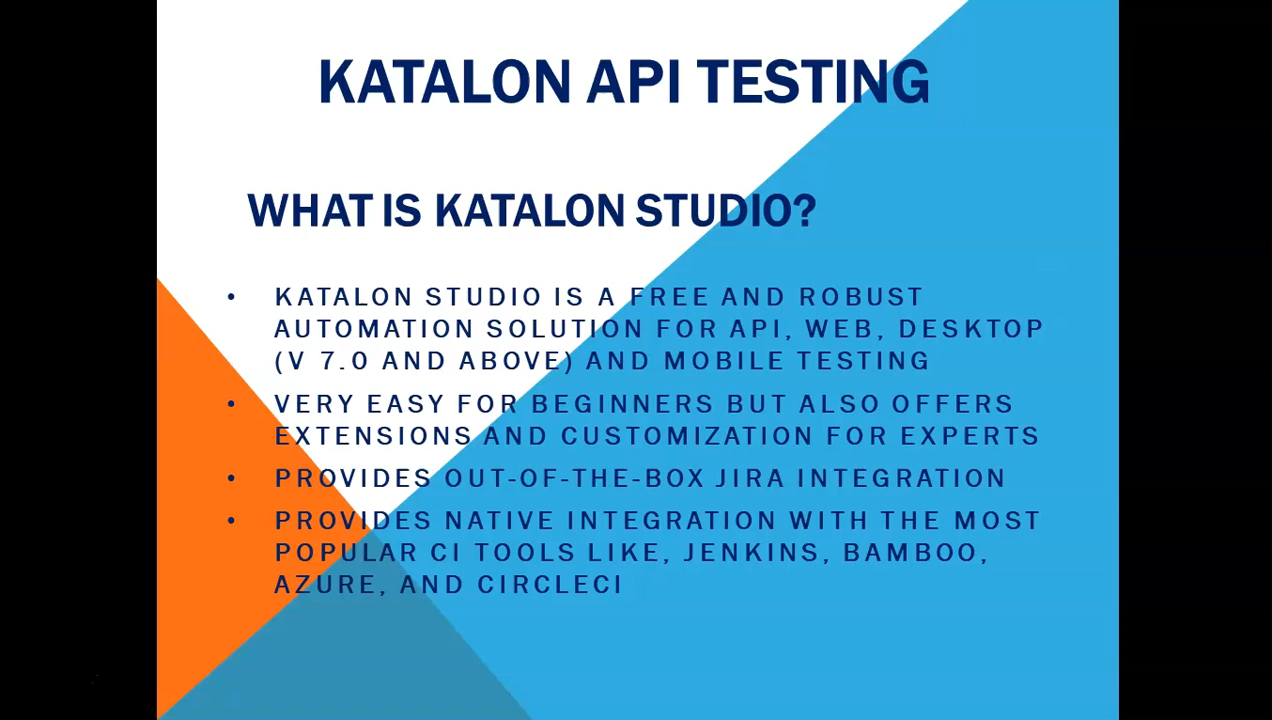 KATALON API TESTING
WHAT IS KATALON STUDIO?
• KATALON STUDIO IS A FREE AND ROBUST
AUTOMATION SOLUTION FOR API, WEB, DESKTOP
(V 7.0 AND ABOVE) AND MOBILE TESTING
• VERY EASY FOR BEGINNERS BUT ALSO OFFERS
EXTENSIONS AND CUSTOMIZATION FOR EXPERTS
• PROVIDES OUT-OF-THE-BOX JIRA INTEGRATION
• PROVIDES NATIVE INTEGRATION WITH THE MOST
POPULAR CI TOOLS LIKE, JENKINS, BAMBOO,
AZURE, AND CIRCLECI